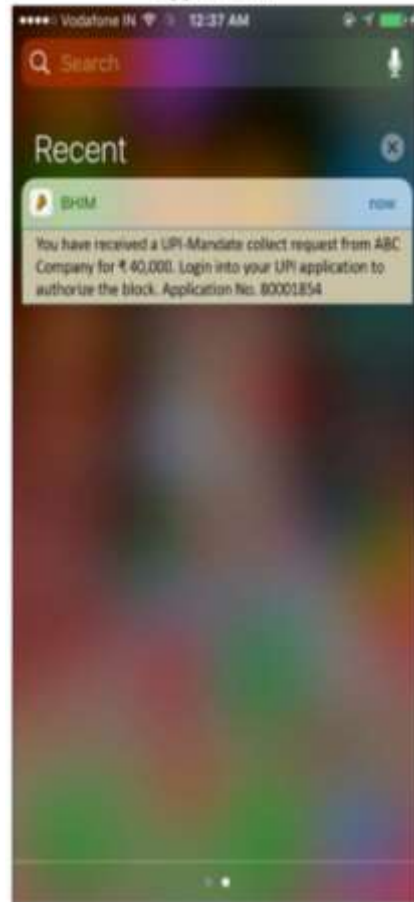 Vodafone IN 12:37 AM
Search
Recent
BHIM now
You have received a UPI-Mandate collect request from ABC
Company for ₹ 40,000. Login into your UPI application to
authorize the block. Application No. 80001854